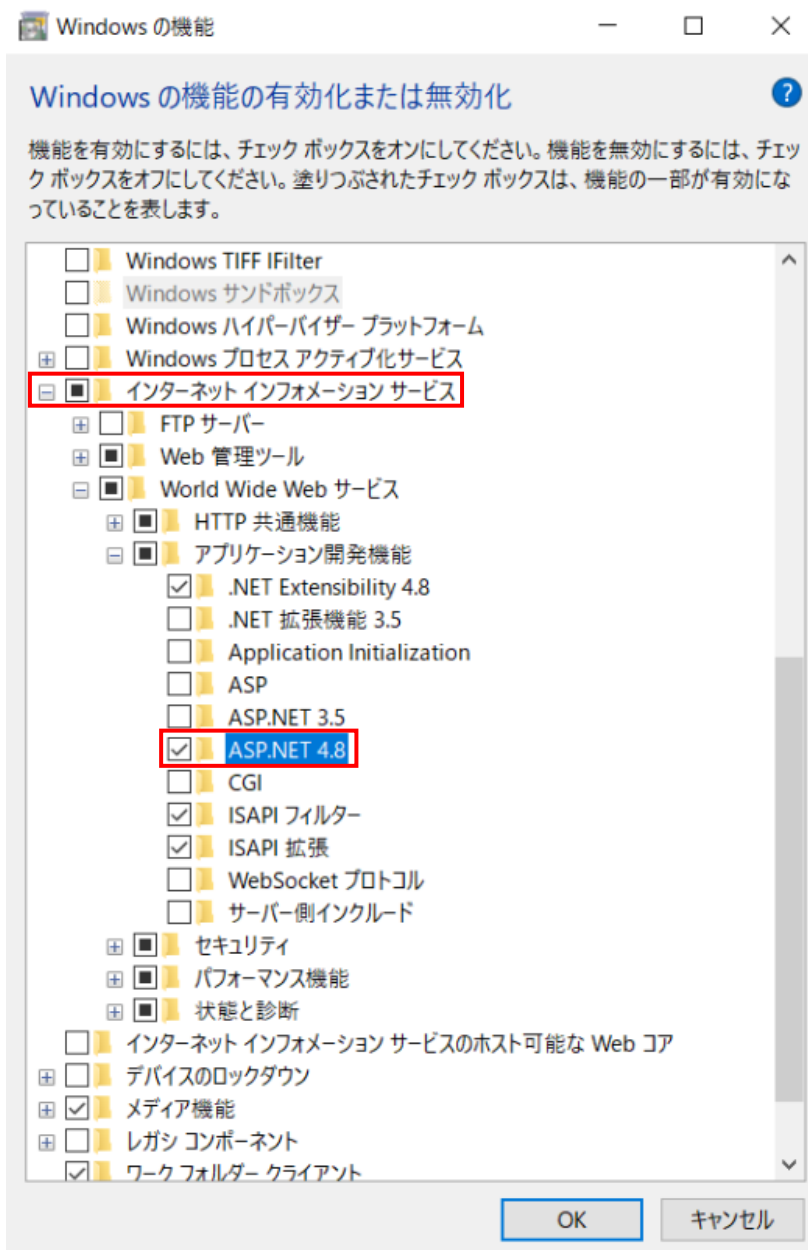 Windows の機能
Windows の機能の有効化または無効化
機能を有効にするには、チェック ボックスをオンにしてください。機能を無効にするには、チェッ
ク ボックスをオフにしてください。塗りつぶされたチェック ボックスは、機能の一部が有効にな
っていることを表します。
Windows TIFF IFilter
Windows サンドボックス
Windows ハイパーバイザー プラットフォーム
Windows プロセス アクティブ化サービス
インターネット インフォメーション サービス
FTP サーバー
Web 管理ツール
World Wide Web サービス
HTTP 共通機能
アプリケーション開発機能
.NET Extensibility 4.8
.NET 拡張機能 3.5
Application Initialization
ASP
ASP.NET 3.5
ASP.NET 4.8
CGI
ISAPI フィルター
ISAPI 拡張
WebSocket プロトコル
サーバー側インクルード
セキュリティ
パフォーマンス機能
状態と診断
インターネット インフォメーション サービスのホスト可能な Web コア
デバイスのロックダウン
メディア機能
レガシ コンポーネント
ワーク フォルダー クライアント
OK
キャンセル